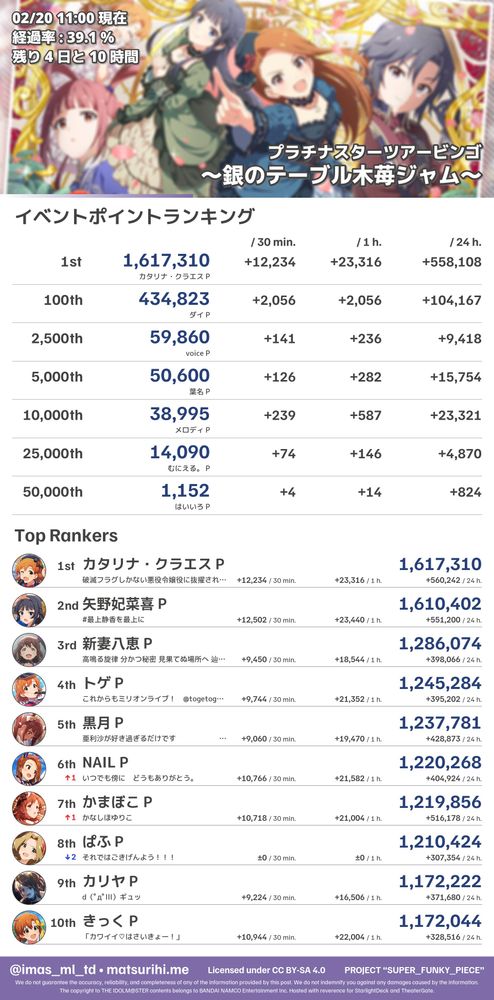 02/20 11:00 現在
経過率 : 39.1 %
残り 4 日と 10 時間
プラチナスターツアービンゴ
～銀のテーブル木苺ジャム～
イベントポイントランキング
/ 30 min. / 1 h. / 24 h.
1st 1,617,310 +12,234 +23,316 +558,108
カタリナ・クラエス P
100th 434,823 +2,056 +2,056 +104,167
ダイ P
2,500th 59,860 +141 +236 +9,418
voice P
5,000th 50,600 +126 +282 +15,754
葉名 P
10,000th 38,995 +239 +587 +23,321
メロディ P
25,000th 14,090 +74 +146 +4,870
むにえる。 P
50,000th 1,152 +4 +14 +824
はいいろ P
Top Rankers
1st カタリナ・クラエス P 1,617,310
破滅フラグしかない悪役令嬢役に抜擢され… +12,234 / 30 min. +23,316 / 1 h. +560,242 / 24 h.
2nd 矢野妃菜喜 P 1,610,402
#最上静香を最上に +12,502 / 30 min. +23,440 / 1 h. +551,200 / 24 h.
3rd 新妻八恵 P 1,286,074
高鳴る旋律 分かつ秘密 見果てぬ場所へ 辿… +9,450 / 30 min. +18,544 / 1 h. +398,066 / 24 h.
4th トゲ P 1,245,284
これからもミリオンライブ！ @togetog… +9,744 / 30 min. +21,352 / 1 h. +395,202 / 24 h.
5th 黒月 P 1,237,781
亜利沙が好き過ぎるだけです … +9,060 / 30 min. +19,470 / 1 h. +428,873 / 24 h.
6th NAIL P 1,220,268
↑1 いつでも傍に どうもありがとう。 +10,766 / 30 min. +21,582 / 1 h. +404,924 / 24 h.
7th かまぼこ P 1,219,856
↑1 かなしほゆりこ +10,718 / 30 min. +21,004 / 1 h. +516,178 / 24 h.
8th ぱふ P 1,210,424
↓2 それではごきげんよう！！！ ±0 / 30 min. ±0 / 1 h. +307,354 / 24 h.
9th カリヤ P 1,172,222
d (ﾟдﾟIII) ギュッ +9,224 / 30 min. +16,506 / 1 h. +371,680 / 24 h.
10th きっく P 1,172,044
「カワイイ♡はさいきょー！」 +10,944 / 30 min. +22,004 / 1 h. +328,516 / 24 h.
@imas_ml_td • matsurihi.me Licensed under CC BY-SA 4.0 PROJECT “SUPER_FUNKY_PIECE”
We do not guarantee the accuracy, reliability, and completeness of any of the information provided by this post. We do not indemnify you against any damages caused by the information.
The copyright to THE IDOLM@STER contents belongs to BANDAI NAMCO Entertainment Inc. Hosted with reverence for StarlightDeck and TheaterGate.